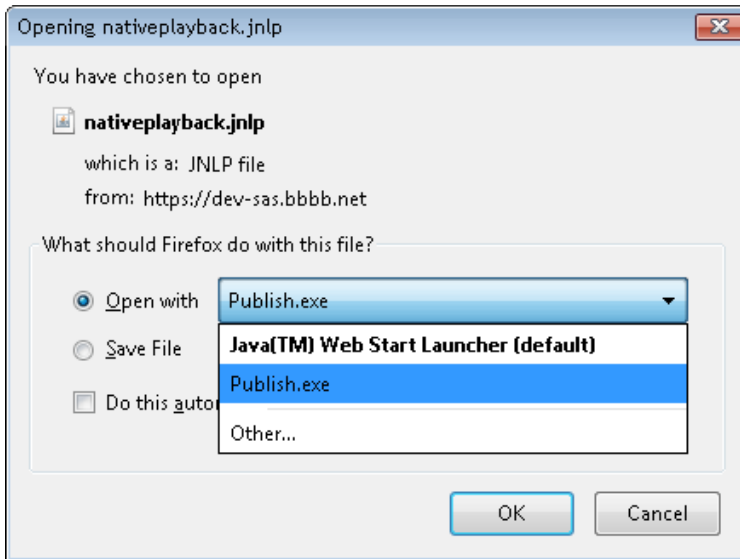 Opening nativeplayback.jnlp
You have chosen to open
nativeplayback.jnlp
which is a: JNLP file
from: https://dev-sas.bbbb.net
What should Firefox do with this file?
Open with Publish.exe
Java(TM) Web Start Launcher (default)
Save File
Publish.exe
Do this autor
Other...
OK Cancel